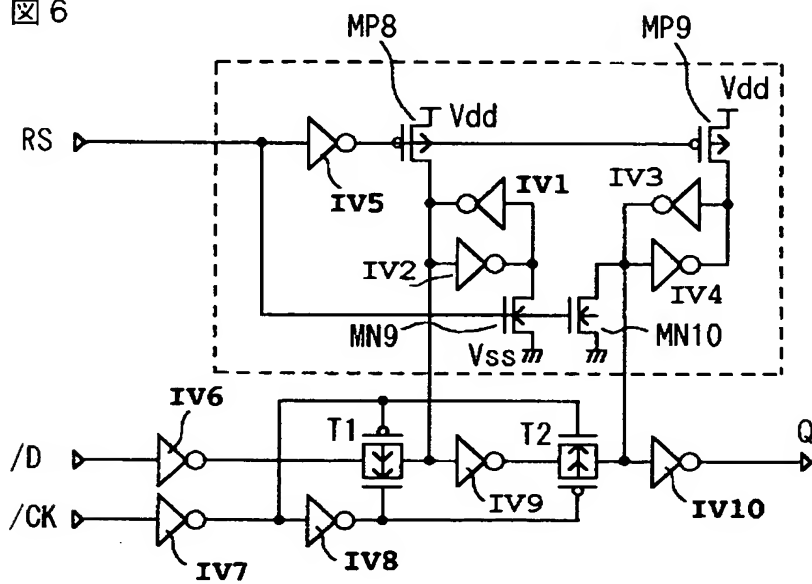 図6
MP8
MP9
Vdd
Vdd
RS
IV5
IV1
IV3
IV2
IV4
MN9
Vss
MN10
IV6
T1
T2
Q
/D
IV9
IV10
/CK
IV8
IV7